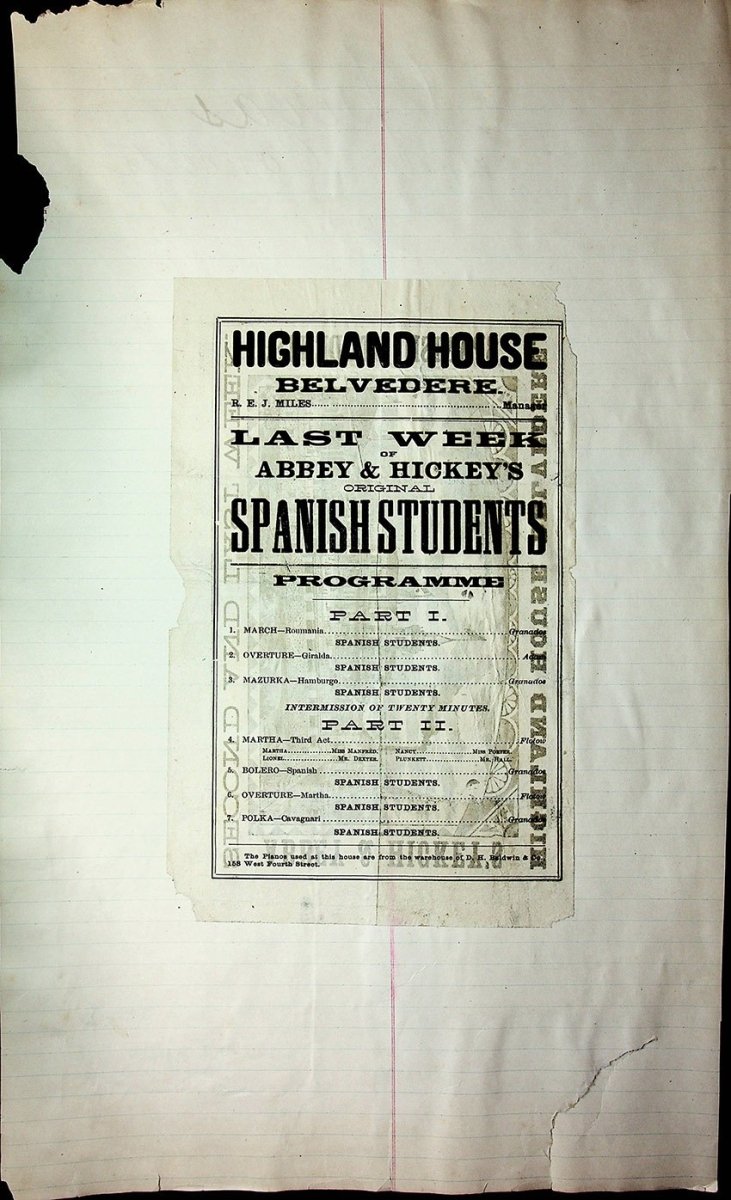 HIGHLAND HOUSE
BELVEDERE.
R. E. J. MILES.......Manager
LAST WEEK
OF
ABBEY & HICKEY'S
ORIGINAL
SPANISH STUDENTS
PROGRAMME
PART I.
1. MARCH—Roumania.......Granados
SPANISH STUDENTS.
2. OVERTURE—Giralda.......Adam
SPANISH STUDENTS.
3. MAZURKA—Hamburgo.......Granados
SPANISH STUDENTS.
INTERMISSION OF TWENTY MINUTES.
PART II.
4. MARTHA—Third Act.......Flotow
MARTHA.......MISS MANFRED. NANCY.......MISS PORTER.
LIONEL.......MR. DEXTER. PLUNKETT.......MR. HALL.
5. BOLERO—Spanish.......Granados
SPANISH STUDENTS.
6. OVERTURE—Martha.......Flotow
SPANISH STUDENTS.
7. POLKA—Cavagnari.......Granados
SPANISH STUDENTS.
The Pianos used at this house are from the warehouse of D. H. Baldwin & Co.
158 West Fourth Street.